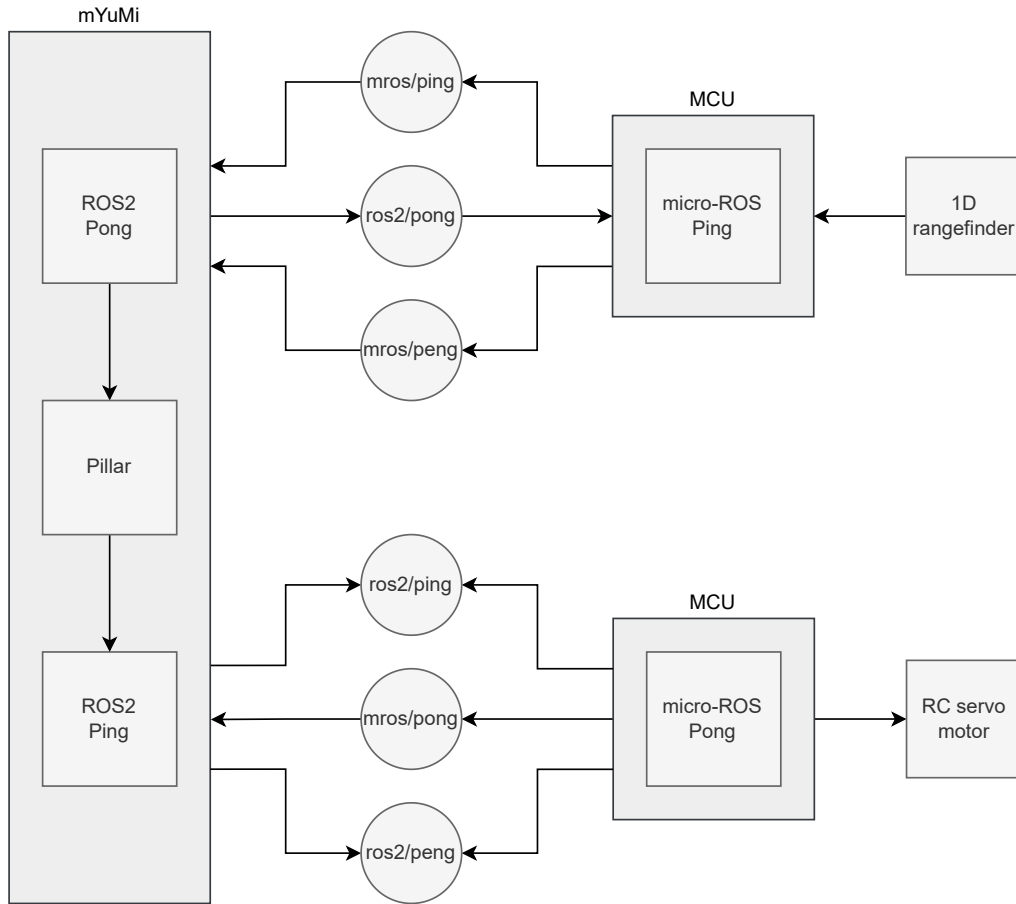 mYuMi
mros/ping
MCU
ROS2
Pong
ros2/pong
micro-ROS
Ping
1D
rangefinder
mros/peng
Pillar
ros2/ping
MCU
ROS2
Ping
mros/pong
micro-ROS
Pong
RC servo
motor
ros2/peng